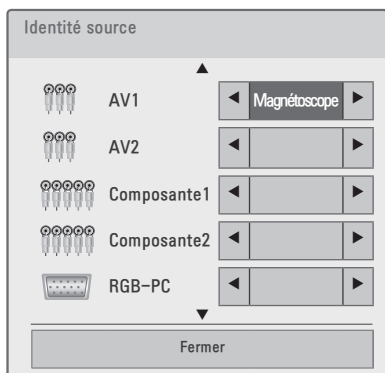 Identité source
AV1 Magnétoscope
AV2
Composante1
Composante2
RGB-PC
Fermer